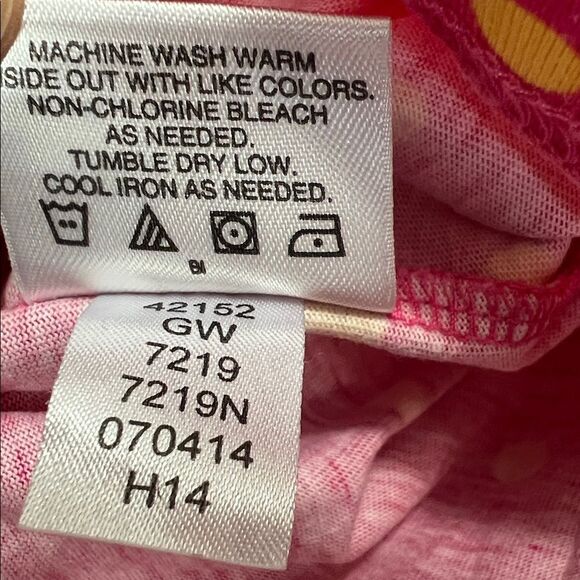 MACHINE WASH WARM
SIDE OUT WITH LIKE COLORS.
NON-CHLORINE BLEACH
AS NEEDED.
TUMBLE DRY LOW.
COOL IRON AS NEEDED.
42152
GW
7219
7219N
070414
H14